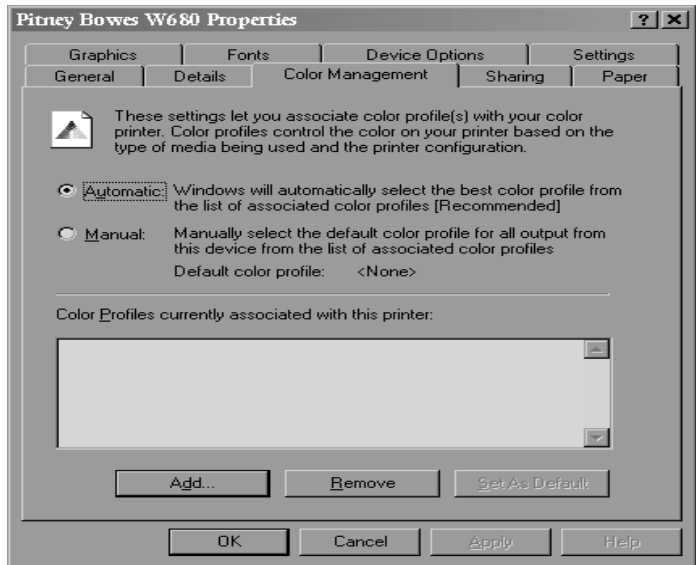 Pitney Bowes W680 Properties
Graphics Fonts Device Options Settings
General Details Color Management Sharing Paper
These settings let you associate color profile(s) with your color
printer. Color profiles control the color on your printer based on the
type of media being used and the printer configuration.
Automatic: Windows will automatically select the best color profile from
the list of associated color profiles [Recommended]
Manual: Manually select the default color profile for all output from
this device from the list of associated color profiles
Default color profile: <None>
Color Profiles currently associated with this printer:
Add... Remove Set As Default
OK Cancel Apply Help